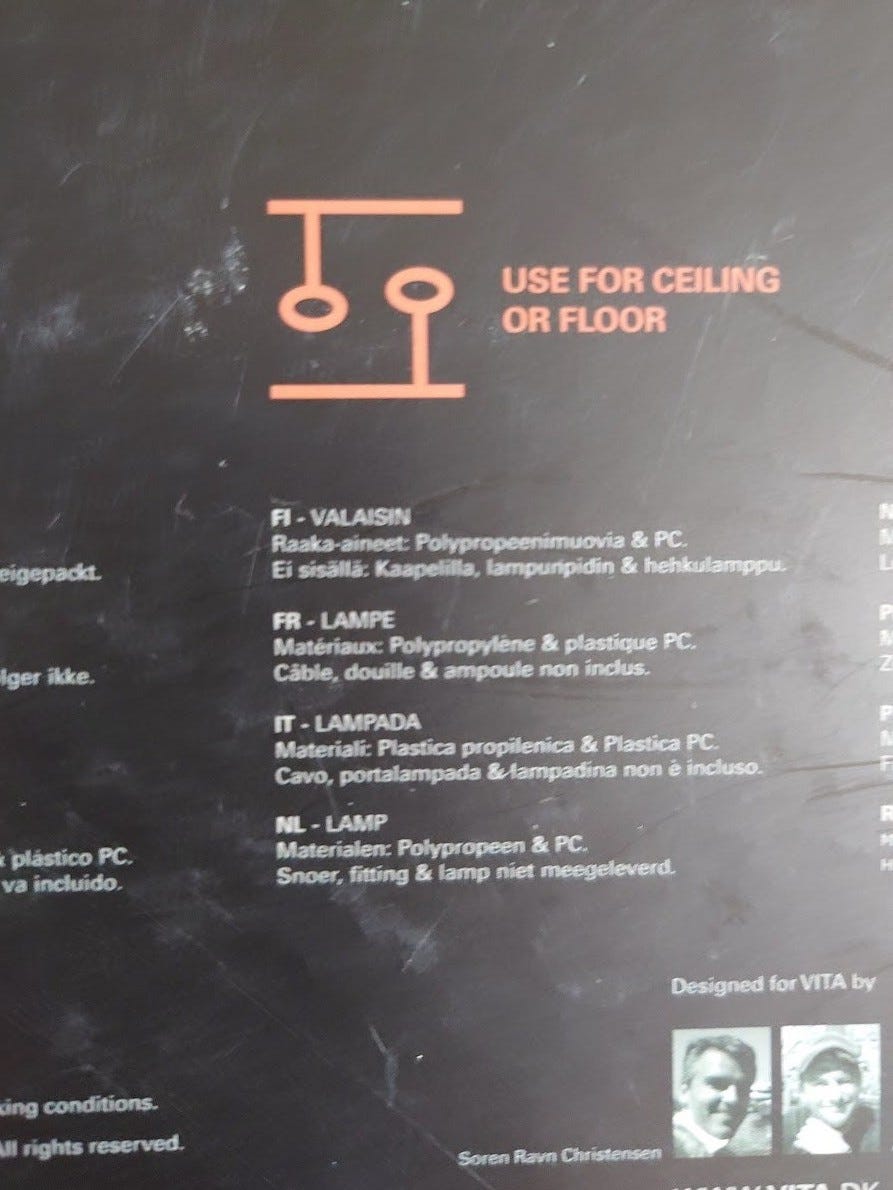 USE FOR CEILING
OR FLOOR
eigepackt.
lger ikke.
plástico PC.
va incluido.
king conditions.
All rights reserved.
FI - VALAISIN
Raaka-aineet: Polypropeenimuovia & PC.
Ei sisällä: Kaapelilla, lampunpidin & hehkulamppu.
FR - LAMPE
Matériaux: Polypropylène & plastique PC.
Câble, douille & ampoule non inclus.
IT - LAMPADA
Materiali: Plastica propilenica & Plastica PC.
Cavo, portalampada & lampadina non è incluso.
NL - LAMP
Materialen: Polypropeen & PC.
Snoer, fitting & lamp niet meegeleverd.
Designed for VITA by
Soren Ravn Christensen
WWW.VITA.DK